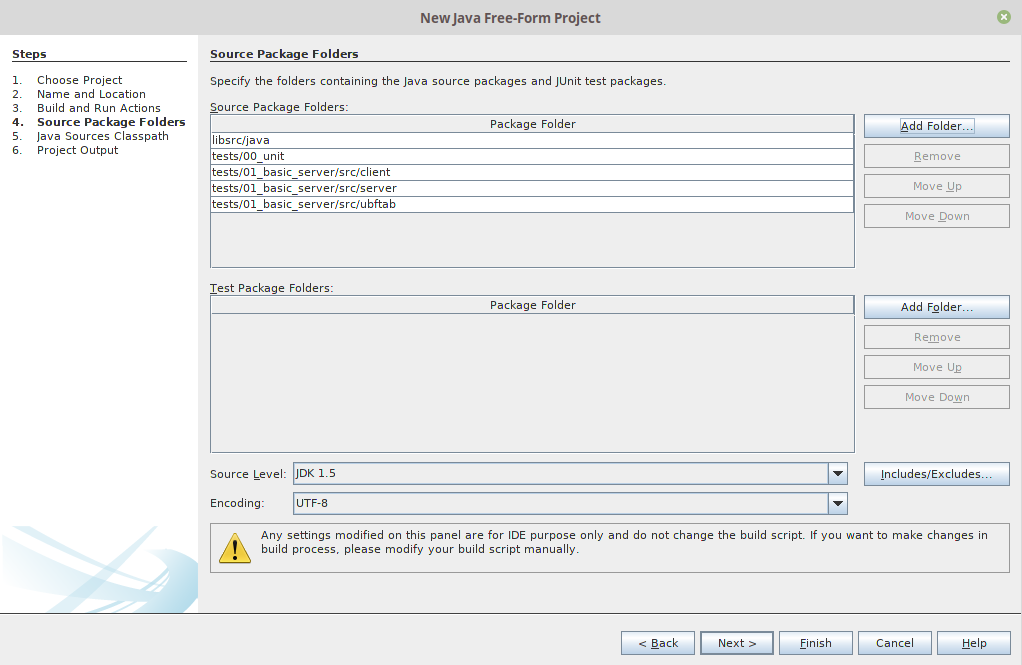 New Java Free-Form Project
Steps
1. Choose Project
2. Name and Location
3. Build and Run Actions
4. Source Package Folders
5. Java Sources Classpath
6. Project Output
Source Package Folders
Specify the folders containing the Java source packages and JUnit test packages.
Source Package Folders:
Package Folder
libsrc/java
tests/00_unit
tests/01_basic_server/src/client
tests/01_basic_server/src/server
tests/01_basic_server/src/ubftab
Add Folder...
Remove
Move Up
Move Down
Test Package Folders:
Package Folder
Add Folder...
Remove
Move Up
Move Down
Source Level: JDK 1.5
Includes/Excludes...
Encoding: UTF-8
Any settings modified on this panel are for IDE purpose only and do not change the build script. If you want to make changes in
build process, please modify your build script manually.
< Back Next > Finish Cancel Help